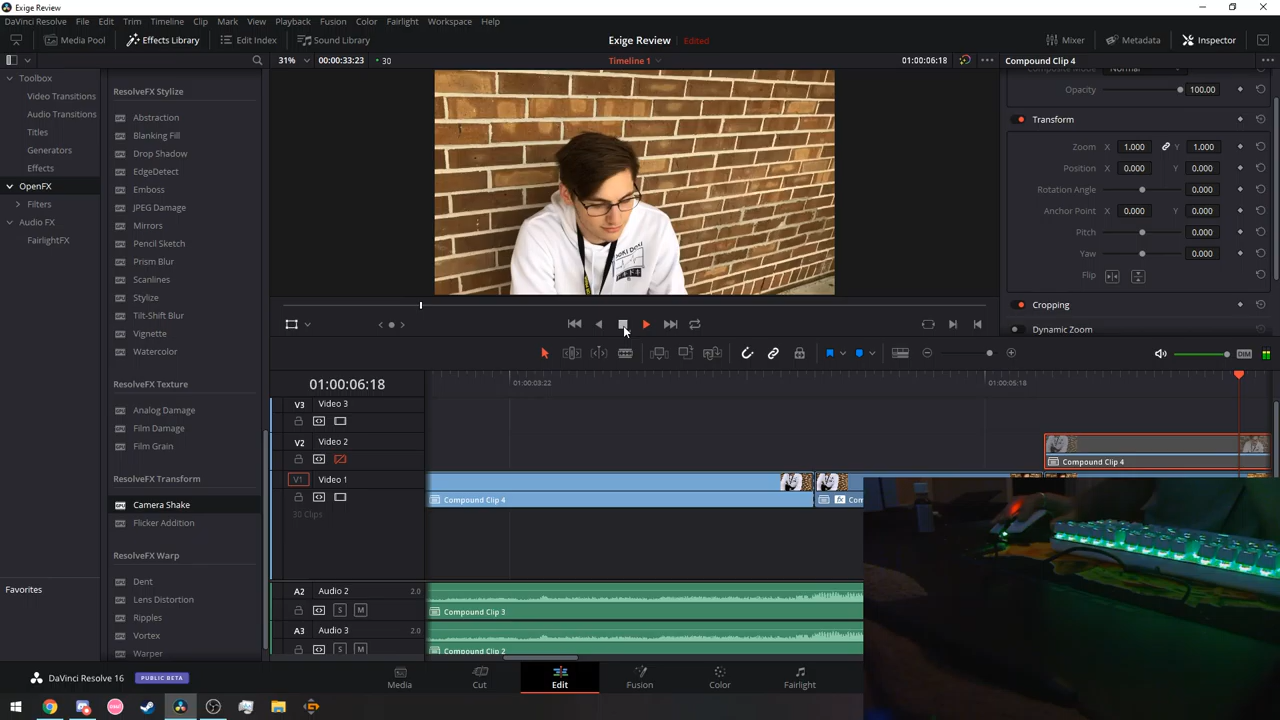 Exige Review
DaVinci Resolve File Edit Trim Timeline Clip Mark View Playback Fusion Color Fairlight Workspace Help
Media Pool Effects Library Edit Index Sound Library Exige Review Edited Mixer Metadata Inspector
31% 00:00:33:23 30 Timeline 1 01:00:06:18 Compound Clip 4
Toolbox
Video Transitions
Audio Transitions
Titles
Generators
Effects
OpenFX
Filters
Audio FX
FairlightFX
Favorites
ResolveFX Stylize
Abstraction
Blanking Fill
Drop Shadow
EdgeDetect
Emboss
JPEG Damage
Mirrors
Pencil Sketch
Prism Blur
Scanlines
Stylize
Tilt-Shift Blur
Vignette
Watercolor
ResolveFX Texture
Analog Damage
Film Damage
Film Grain
ResolveFX Transform
Camera Shake
Flicker Addition
ResolveFX Warp
Dent
Lens Distortion
Ripples
Vortex
Warper
Composite Mode Normal
Opacity 100.00
Transform
Zoom X 1.000 Y 1.000
Position X 0.000 Y 0.000
Rotation Angle 0.000
Anchor Point X 0.000 Y 0.000
Pitch 0.000
Yaw 0.000
Flip
Cropping
Dynamic Zoom
DIM
01:00:06:18 01:00:03:22 01:00:06:18
V3 Video 3
V2 Video 2
Compound Clip 4
V1 Video 1
Compound Clip 4 fx Com
30 Clips
A2 Audio 2 2.0
S M Compound Clip 3
A3 Audio 3 2.0
S M Compound Clip 2
DaVinci Resolve 16 PUBLIC BETA Media Cut Edit Fusion Color Fairlight